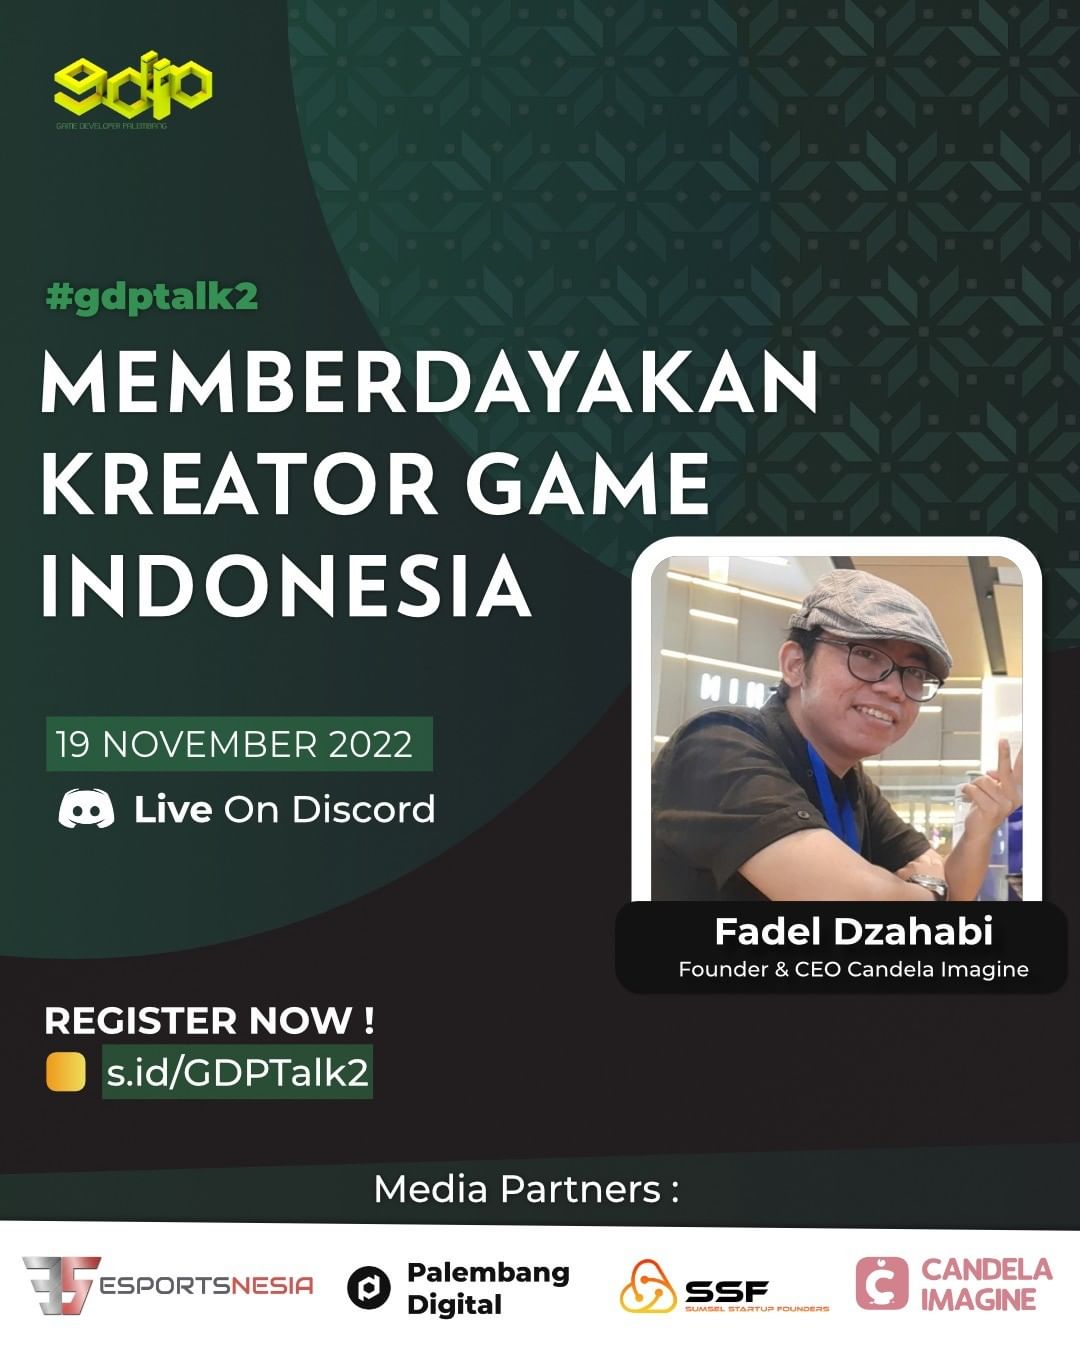 gdp
GAME DEVELOPER PALEMBANG
#gdptalk2
MEMBERDAYAKAN
KREATOR GAME
INDONESIA
19 NOVEMBER 2022
Live On Discord
Fadel Dzahabi
Founder & CEO Candela Imagine
REGISTER NOW !
s.id/GDPTalk2
Media Partners :
ESPORTSNESIA
Palembang
Digital
SSF
SUMSEL STARTUP FOUNDERS
CANDELA
IMAGINE